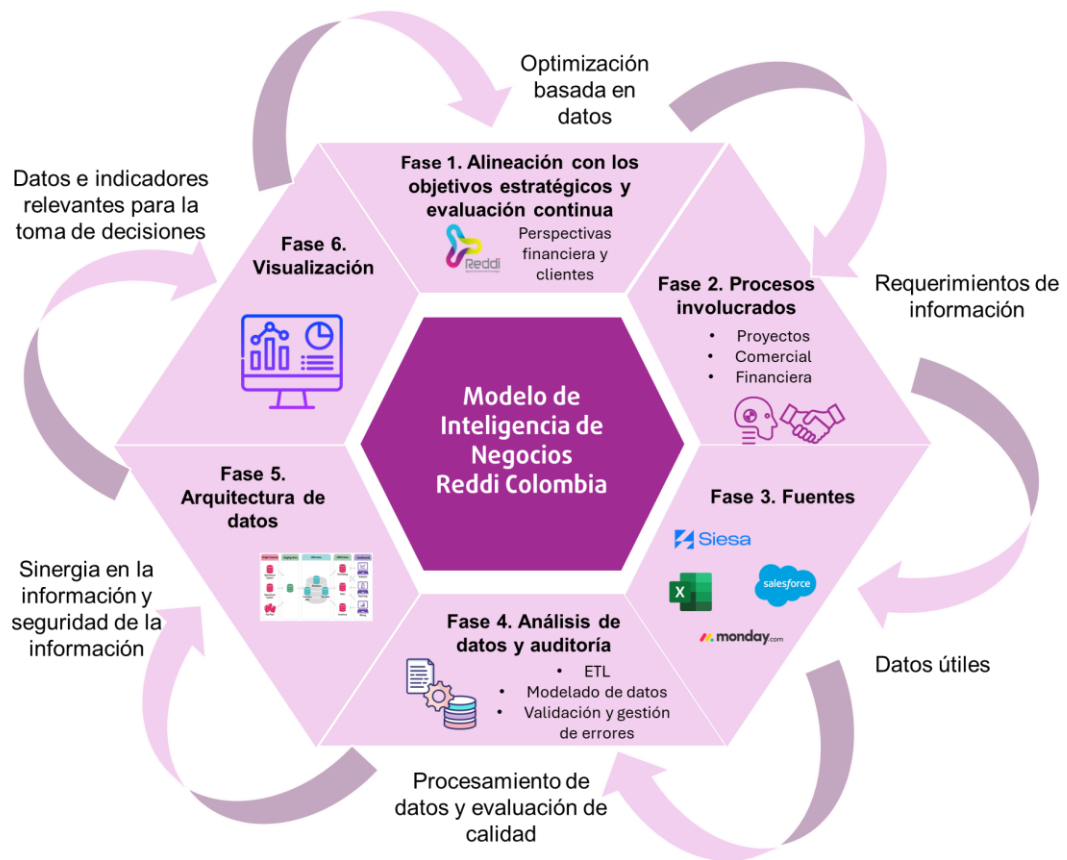 Optimización
basada en
datos
Fase 1. Alineación con los
objetivos estratégicos y
evaluación continua
Reddi
Perspectivas
financiera y
clientes
Fase 2. Procesos
involucrados
• Proyectos
• Comercial
• Financiera
Requerimientos de
información
Fase 3. Fuentes
Siesa
X
salesforce
monday.com
Datos útiles
Fase 4. Análisis de
datos y auditoría
• ETL
• Modelado de datos
• Validación y gestión
de errores
Procesamiento de
datos y evaluación de
calidad
Fase 5.
Arquitectura de
datos
Sinergia en la
información y
seguridad de la
información
Fase 6.
Visualización
Datos e indicadores
relevantes para la
toma de decisiones
Modelo de
Inteligencia de
Negocios
Reddi Colombia